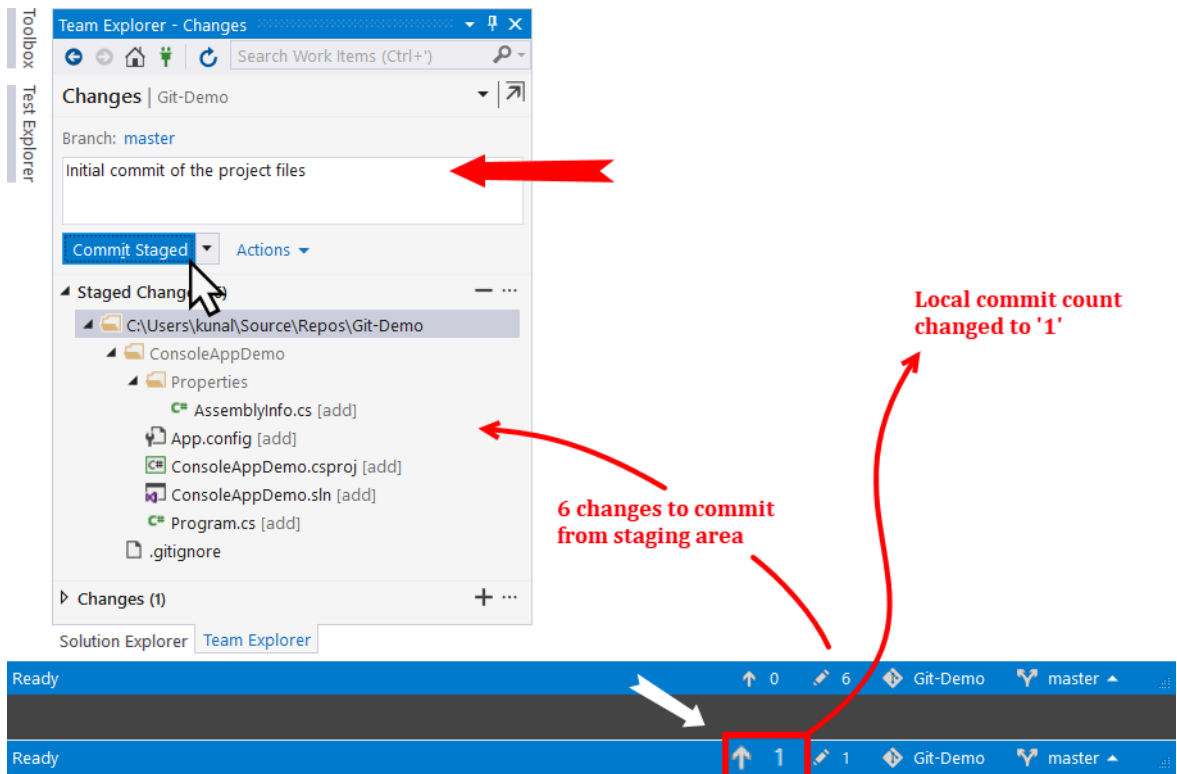 Toolbox
Test Explorer
Team Explorer - Changes
Search Work Items (Ctrl+')
Changes | Git-Demo
Branch: master
Initial commit of the project files
Commit Staged
Actions
Staged Chang
C:\Users\kunal\Source\Repos\Git-Demo
ConsoleAppDemo
Properties
C# AssemblyInfo.cs [add]
App.config [add]
C# ConsoleAppDemo.csproj [add]
ConsoleAppDemo.sln [add]
C# Program.cs [add]
.gitignore
Changes (1)
Solution Explorer Team Explorer
Local commit count
changed to '1'
6 changes to commit
from staging area
Ready 0 6 Git-Demo master
Ready 1 1 Git-Demo master